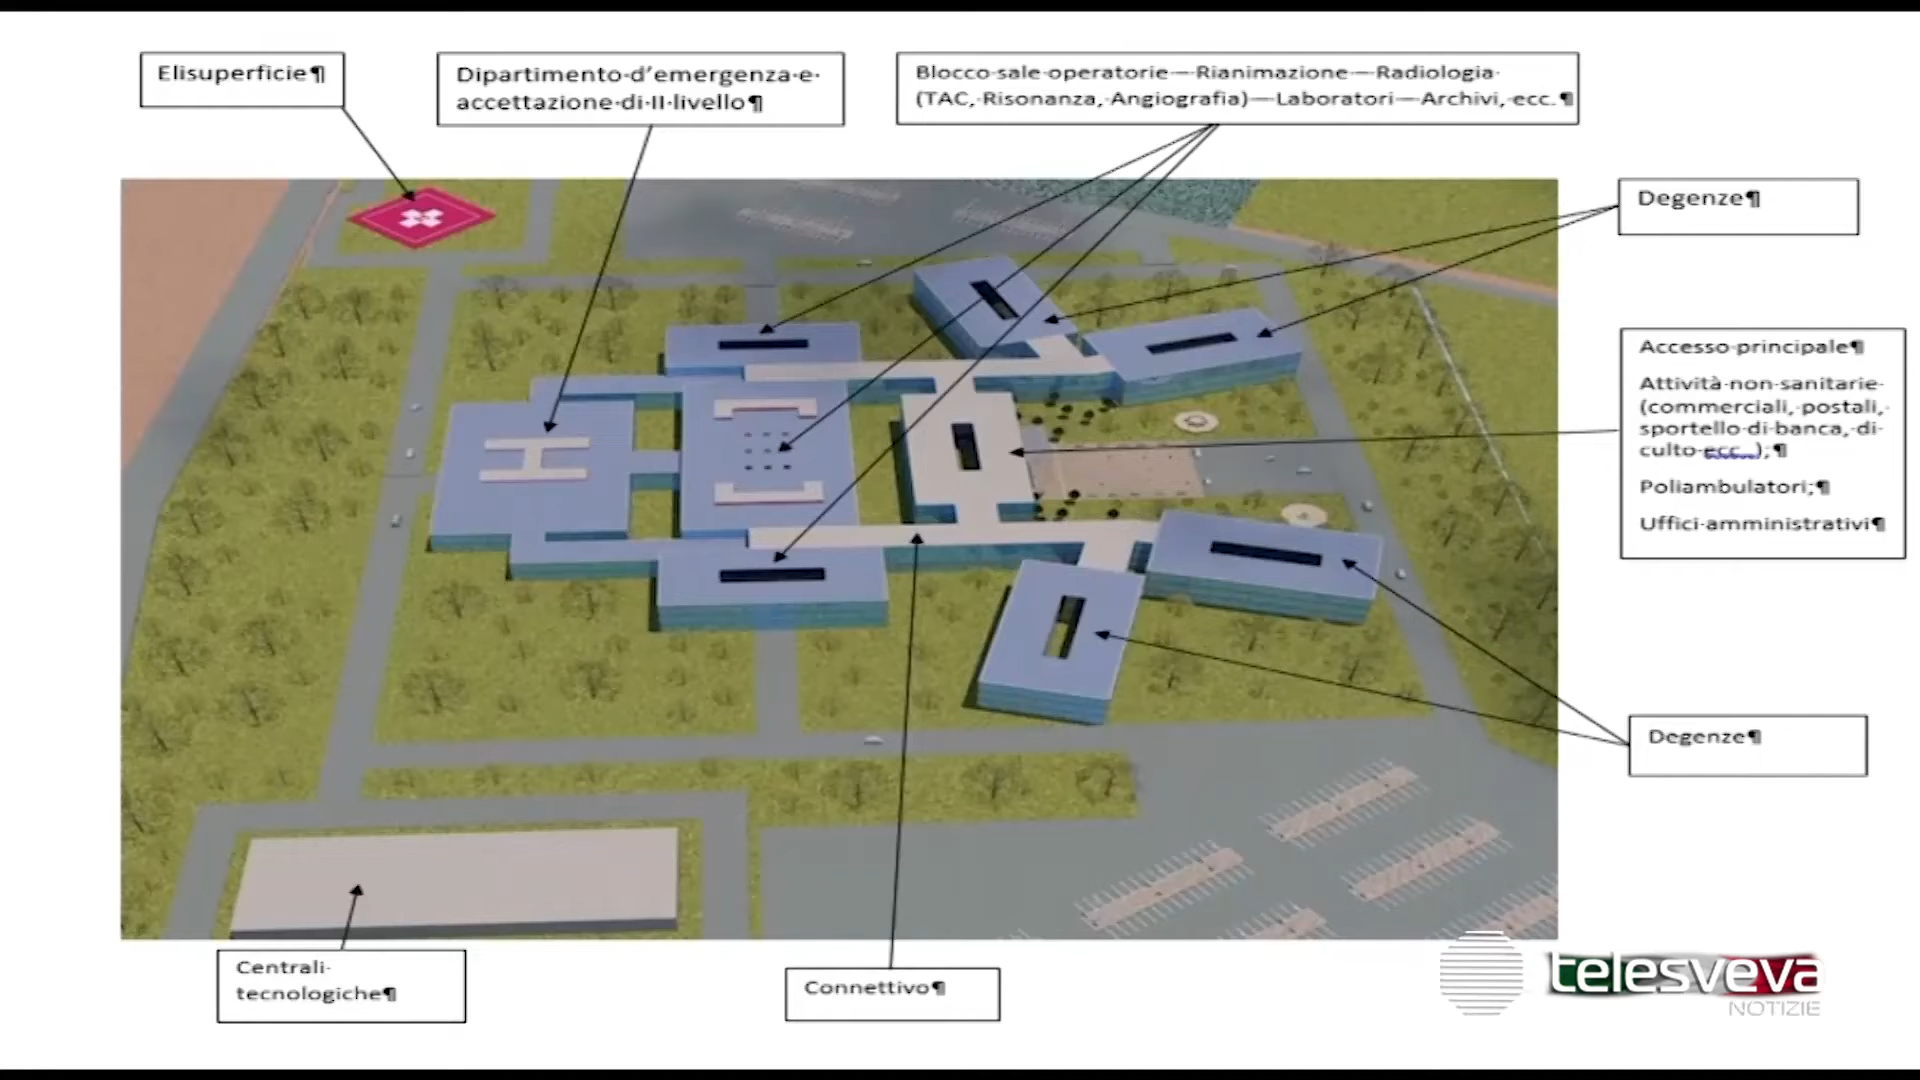 Elisuperficie¶
Dipartimento·d'emergenza·e·
accettazione·di·II·livello¶
Blocco·sale·operatorie—Rianimazione—Radiologia·
(TAC,·Risonanza,·Angiografia)—Laboratori—Archivi,·ecc.¶
Degenze¶
Accesso·principale¶
Attività·non·sanitarie·
(commerciali,·postali,·
sportello·di·banca,·di·
culto·ecc...);¶
Poliambulatori;¶
Uffici·amministrativi¶
Degenze¶
Centrali·
tecnologiche¶
Connettivo¶
telesveva
NOTIZIE